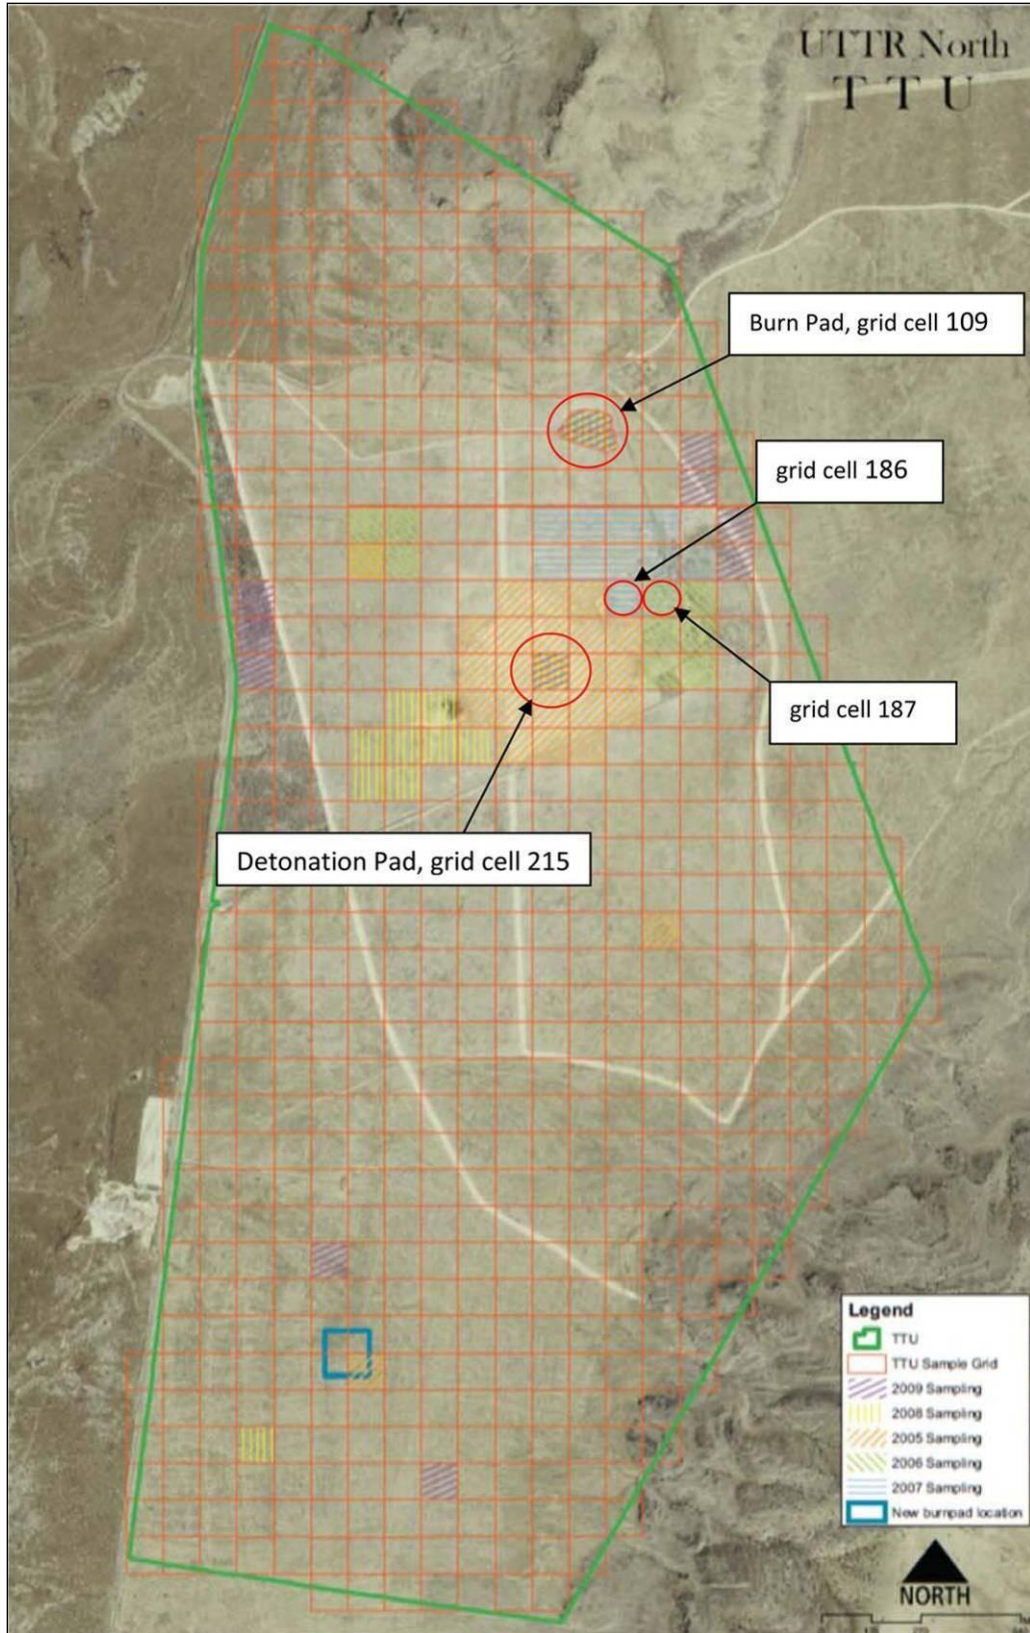 UTTR North
T T U
Burn Pad, grid cell 109
grid cell 186
grid cell 187
Detonation Pad, grid cell 215
Legend
TTU
TTU Sample Grid
2009 Sampling
2008 Sampling
2005 Sampling
2006 Sampling
2007 Sampling
New burnpad location
NORTH